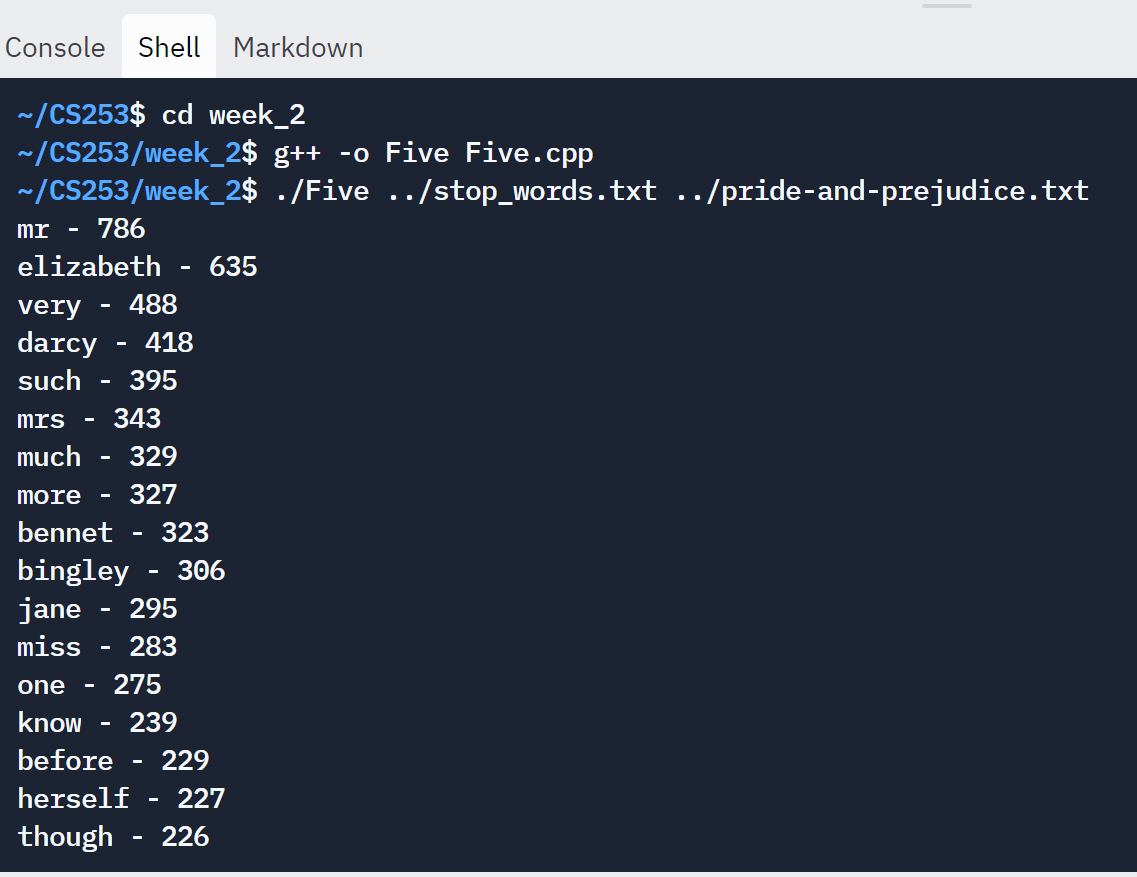 Console Shell Markdown
~/CS253$ cd week_2
~/CS253/week_2$ g++ -o Five Five.cpp
~/CS253/week_2$ ./Five ../stop_words.txt ../pride-and-prejudice.txt
mr - 786
elizabeth - 635
very - 488
darcy - 418
such - 395
mrs - 343
much - 329
more - 327
bennet - 323
bingley - 306
jane - 295
miss - 283
one - 275
know - 239
before - 229
herself - 227
though - 226